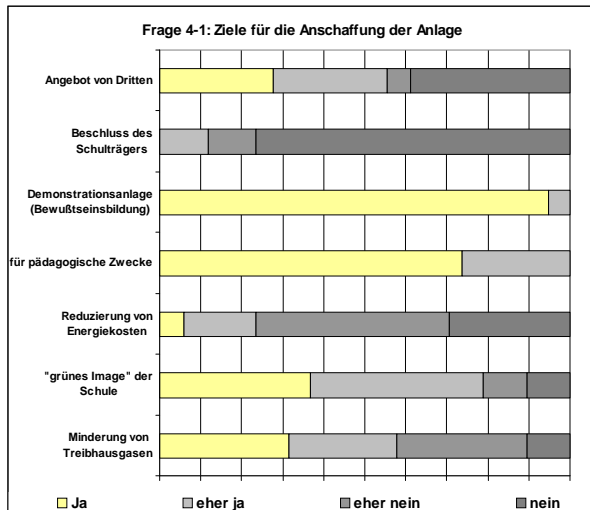 Frage 4-1: Ziele für die Anschaffung der Anlage
Angebot von Dritten
Beschluss des
Schulträgers
Demonstrationsanlage
(Bewußtseinsbildung)
für pädagogische Zwecke
Reduzierung von
Energiekosten
"grünes Image" der
Schule
Minderung von
Treibhausgasen
Ja eher ja eher nein nein